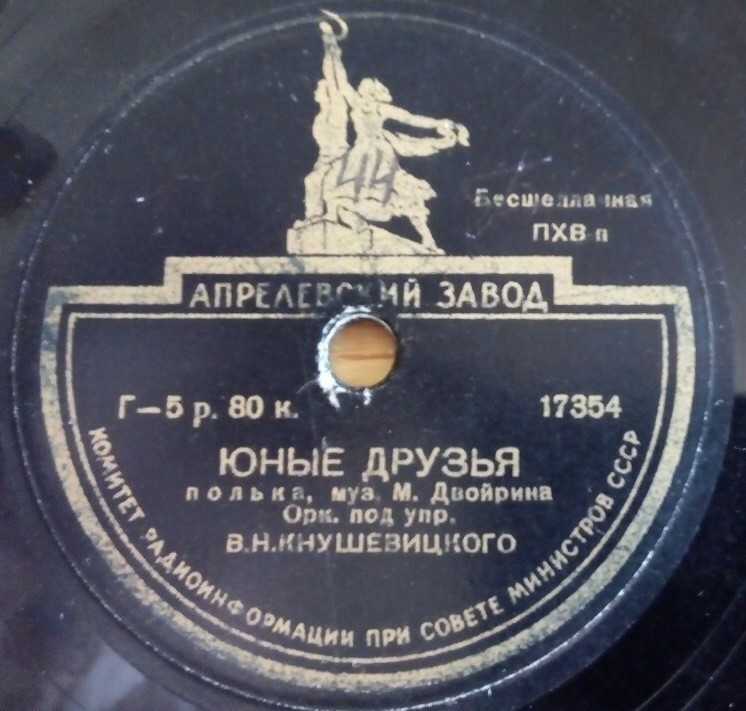 44
Бесшеллачная
ПХВ-п
АПРЕЛЕВСКИЙ ЗАВОД
Г—5 р. 80 к.
17354
ЮНЫЕ ДРУЗЬЯ
полька, муз. М. Двойрина
Орк. под упр.
В.Н.КНУШЕВИЦКОГО
КОМИТЕТ РАДИОИНФОРМАЦИИ ПРИ СОВЕТЕ МИНИСТРОВ СССР